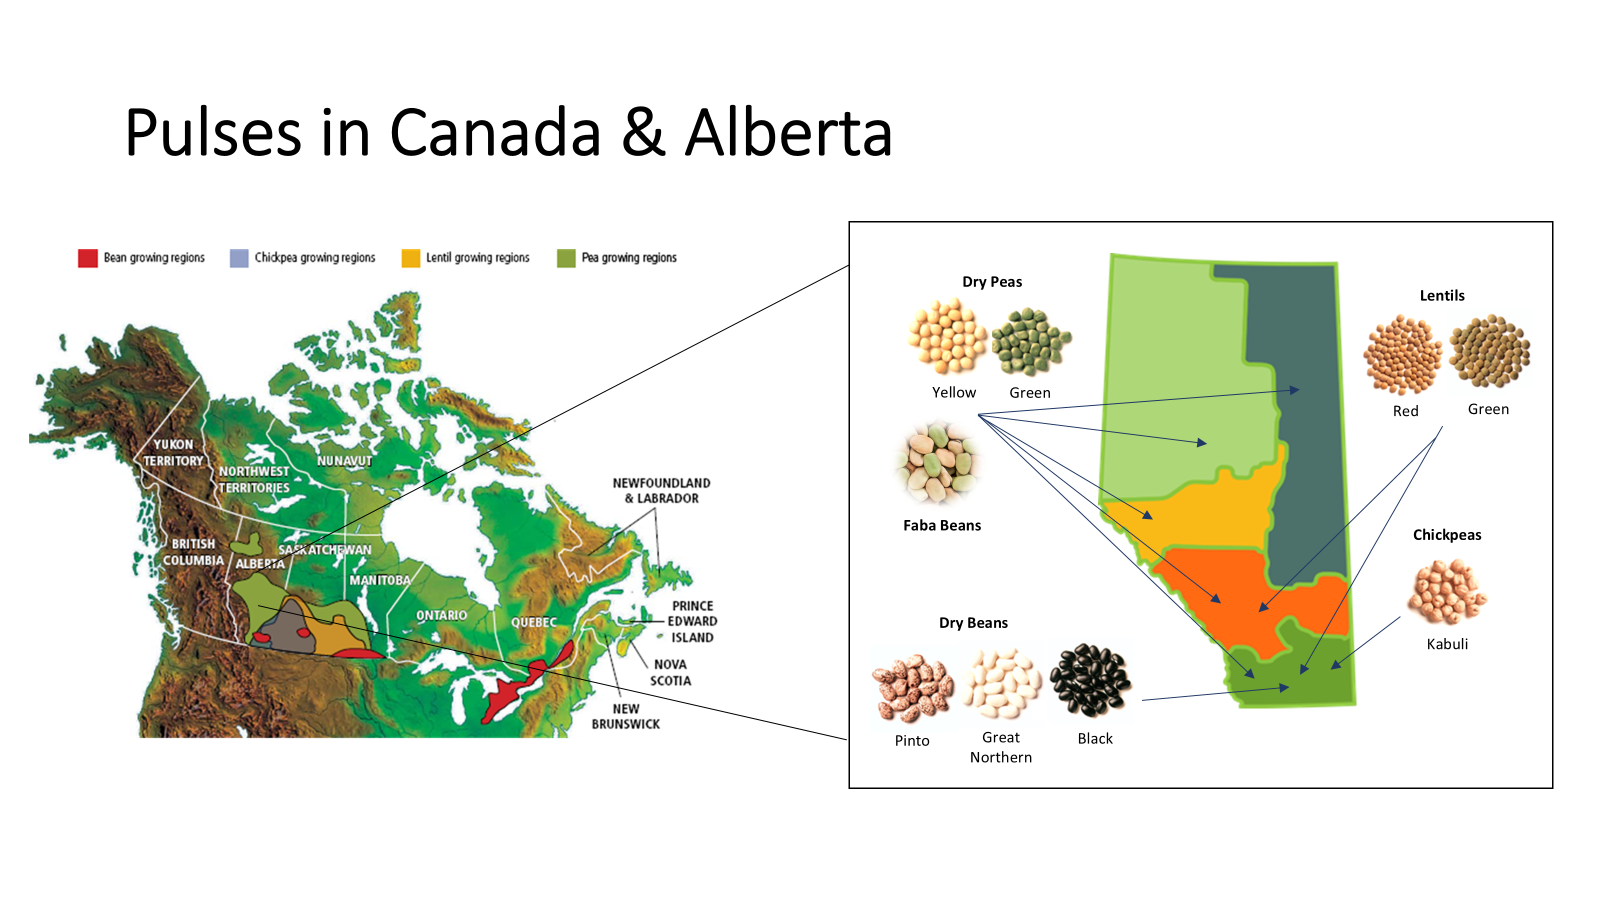 Pulses in Canada & Alberta
Bean growing regions
Chickpea growing regions
Lentil growing regions
Pea growing regions
YUKON
TERRITORY
NORTHWEST
TERRITORIES
NUNAVUT
NEWFOUNDLAND
& LABRADOR
BRITISH
COLUMBIA
ALBERTA
SASKATCHEWAN
MANITOBA
ONTARIO
QUEBEC
PRINCE
EDWARD
ISLAND
NOVA
SCOTIA
NEW
BRUNSWICK
Dry Peas
Yellow
Green
Faba Beans
Dry Beans
Pinto
Great
Northern
Black
Lentils
Red
Green
Chickpeas
Kabuli